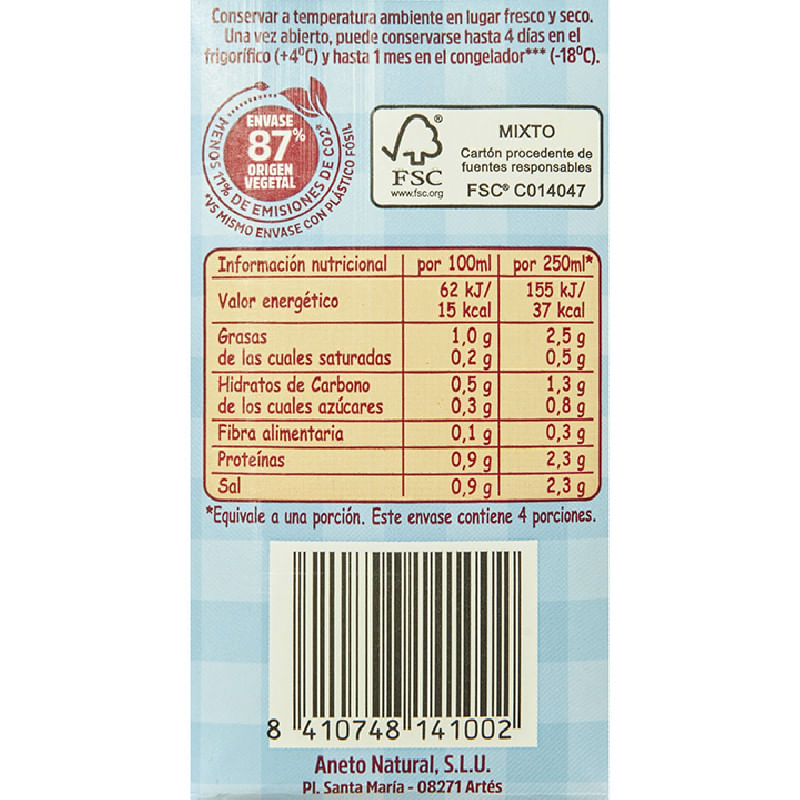 Conservar a temperatura ambiente en lugar fresco y seco.
Una vez abierto, puede conservarse hasta 4 días en el
frigorífico (+4ºC) y hasta 1 mes en el congelador*** (-18ºC).
ENVASE
87%
ORIGEN
VEGETAL
MENOS 17% DE EMISIONES DE CO2*
*VS MISMO ENVASE CON PLÁSTICO FÓSIL
®
FSC
www.fsc.org
MIXTO
Cartón procedente de
fuentes responsables
FSC® C014047
Información nutricional por 100ml por 250ml*
Valor energético 62 kJ/ 155 kJ/
15 kcal 37 kcal
Grasas 1,0 g 2,5 g
de las cuales saturadas 0,2 g 0,5 g
Hidratos de Carbono 0,5 g 1,3 g
de los cuales azúcares 0,3 g 0,8 g
Fibra alimentaria 0,1 g 0,3 g
Proteínas 0,9 g 2,3 g
Sal 0,9 g 2,3 g
*Equivale a una porción. Este envase contiene 4 porciones.
8 410748 141002
Aneto Natural, S.L.U.
Pl. Santa María - 08271 Artés